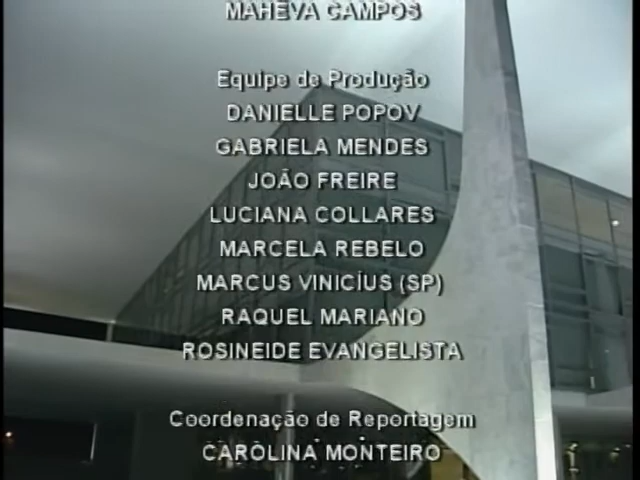 MAHEVA CAMPOS
Equipe de Produção
DANIELLE POPOV
GABRIELA MENDES
JOÃO FREIRE
LUCIANA COLLARES
MARCELA REBELO
MARCUS VINICÍUS (SP)
RAQUEL MARIANO
ROSINEIDE EVANGELISTA
Coordenação de Reportagem
CAROLINA MONTEIRO